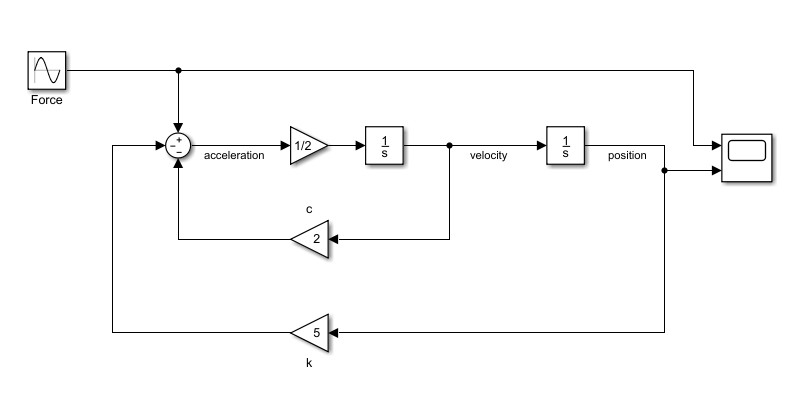 Force
+
−
−
acceleration
1/2
1
s
velocity
1
s
position
c
2
5
k